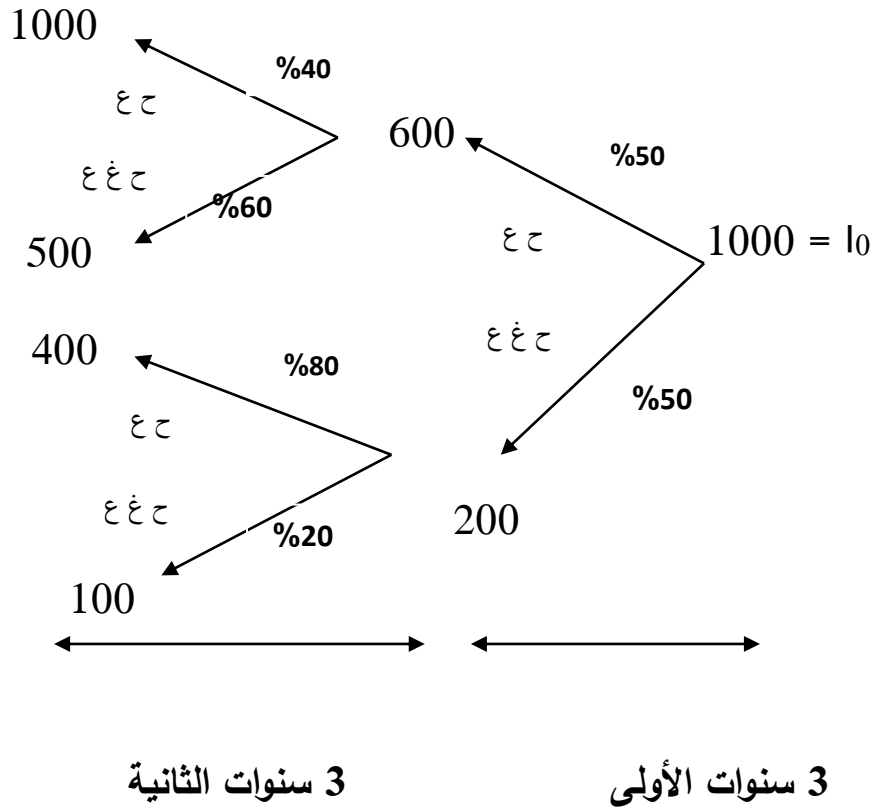 1000
%40
ح ع
600
%50
ح غ ع
%60
1000 = I0
ح ع
500
400
%80
ح غ ع
%50
ح ع
ح غ ع
%20
200
100
3 سنوات الأولى
3 سنوات الثانية